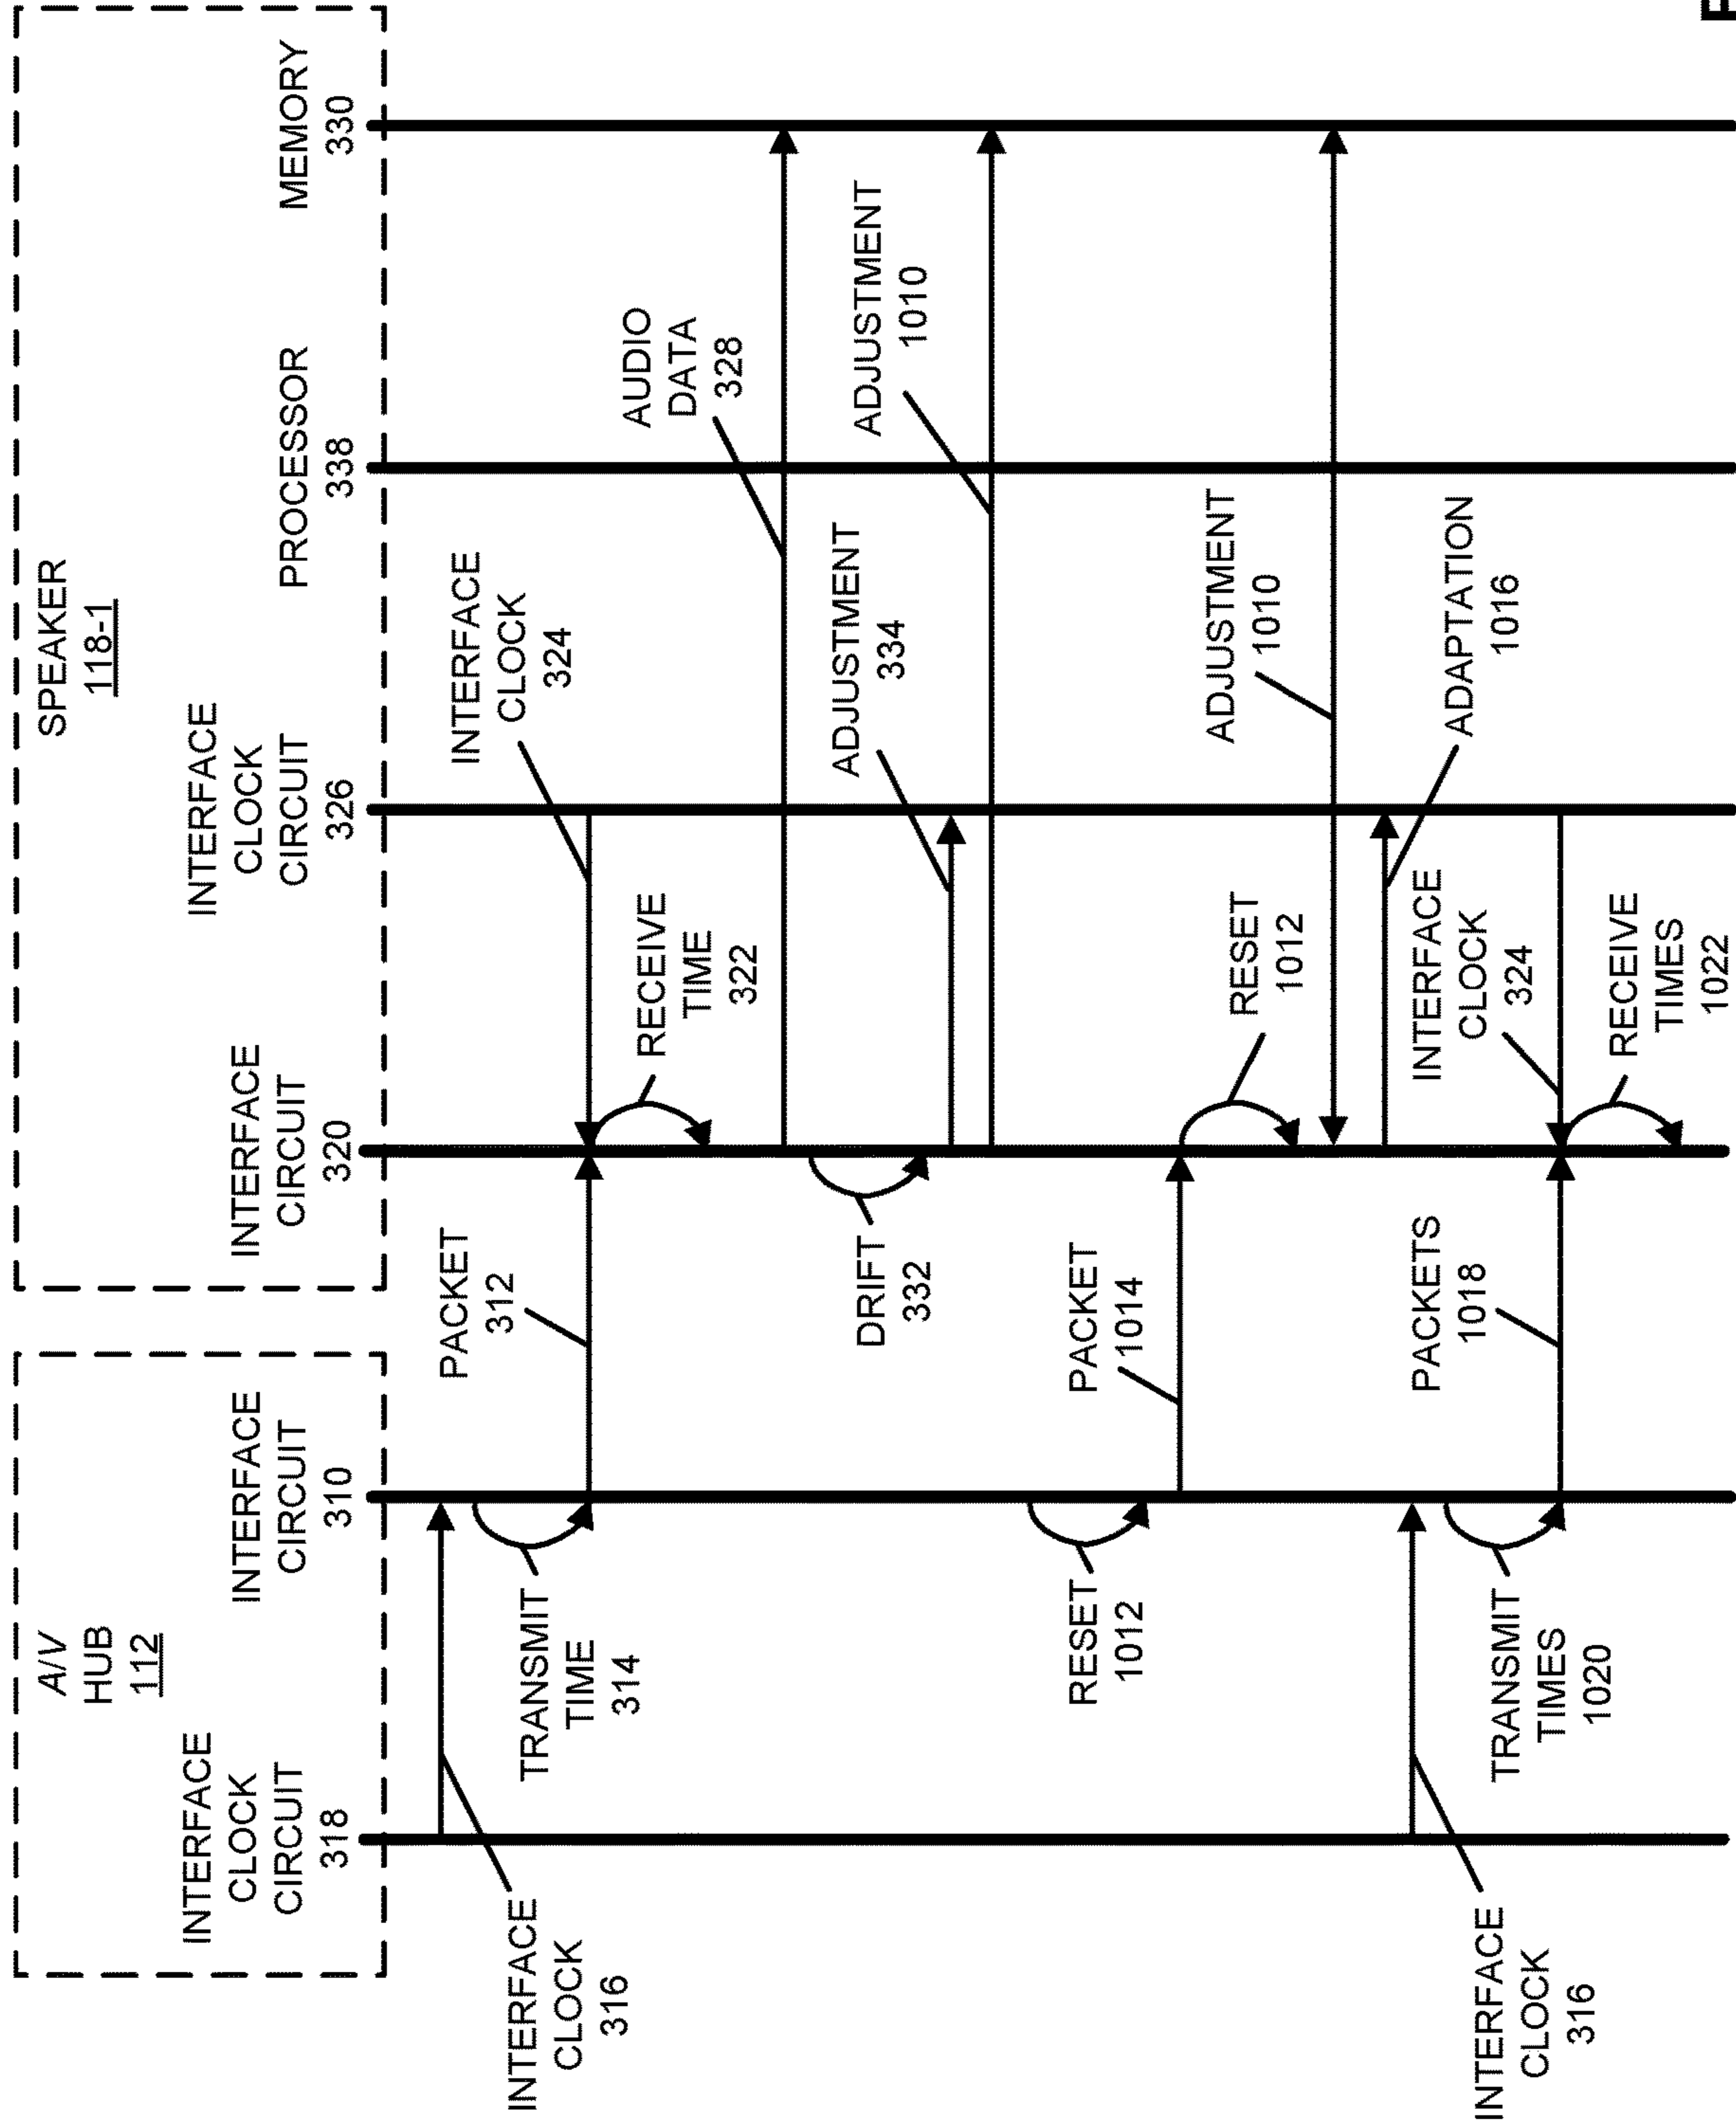 A/V
HUB
112
INTERFACE
CLOCK
CIRCUIT
318
INTERFACE
CIRCUIT
310
SPEAKER
118-1
INTERFACE
CIRCUIT
320
INTERFACE
CLOCK
CIRCUIT
326
PROCESSOR
338
MEMORY
330
INTERFACE
CLOCK
316
TRANSMIT
TIME
314
PACKET
312
INTERFACE
CLOCK
324
RECEIVE
TIME
322
AUDIO
DATA
328
DRIFT
332
ADJUSTMENT
334
ADJUSTMENT
1010
RESET
1012
PACKET
1014
RESET
1012
ADJUSTMENT
1010
ADAPTATION
1016
INTERFACE
CLOCK
316
TRANSMIT
TIMES
1020
PACKETS
1018
INTERFACE
CLOCK
324
RECEIVE
TIMES
1022